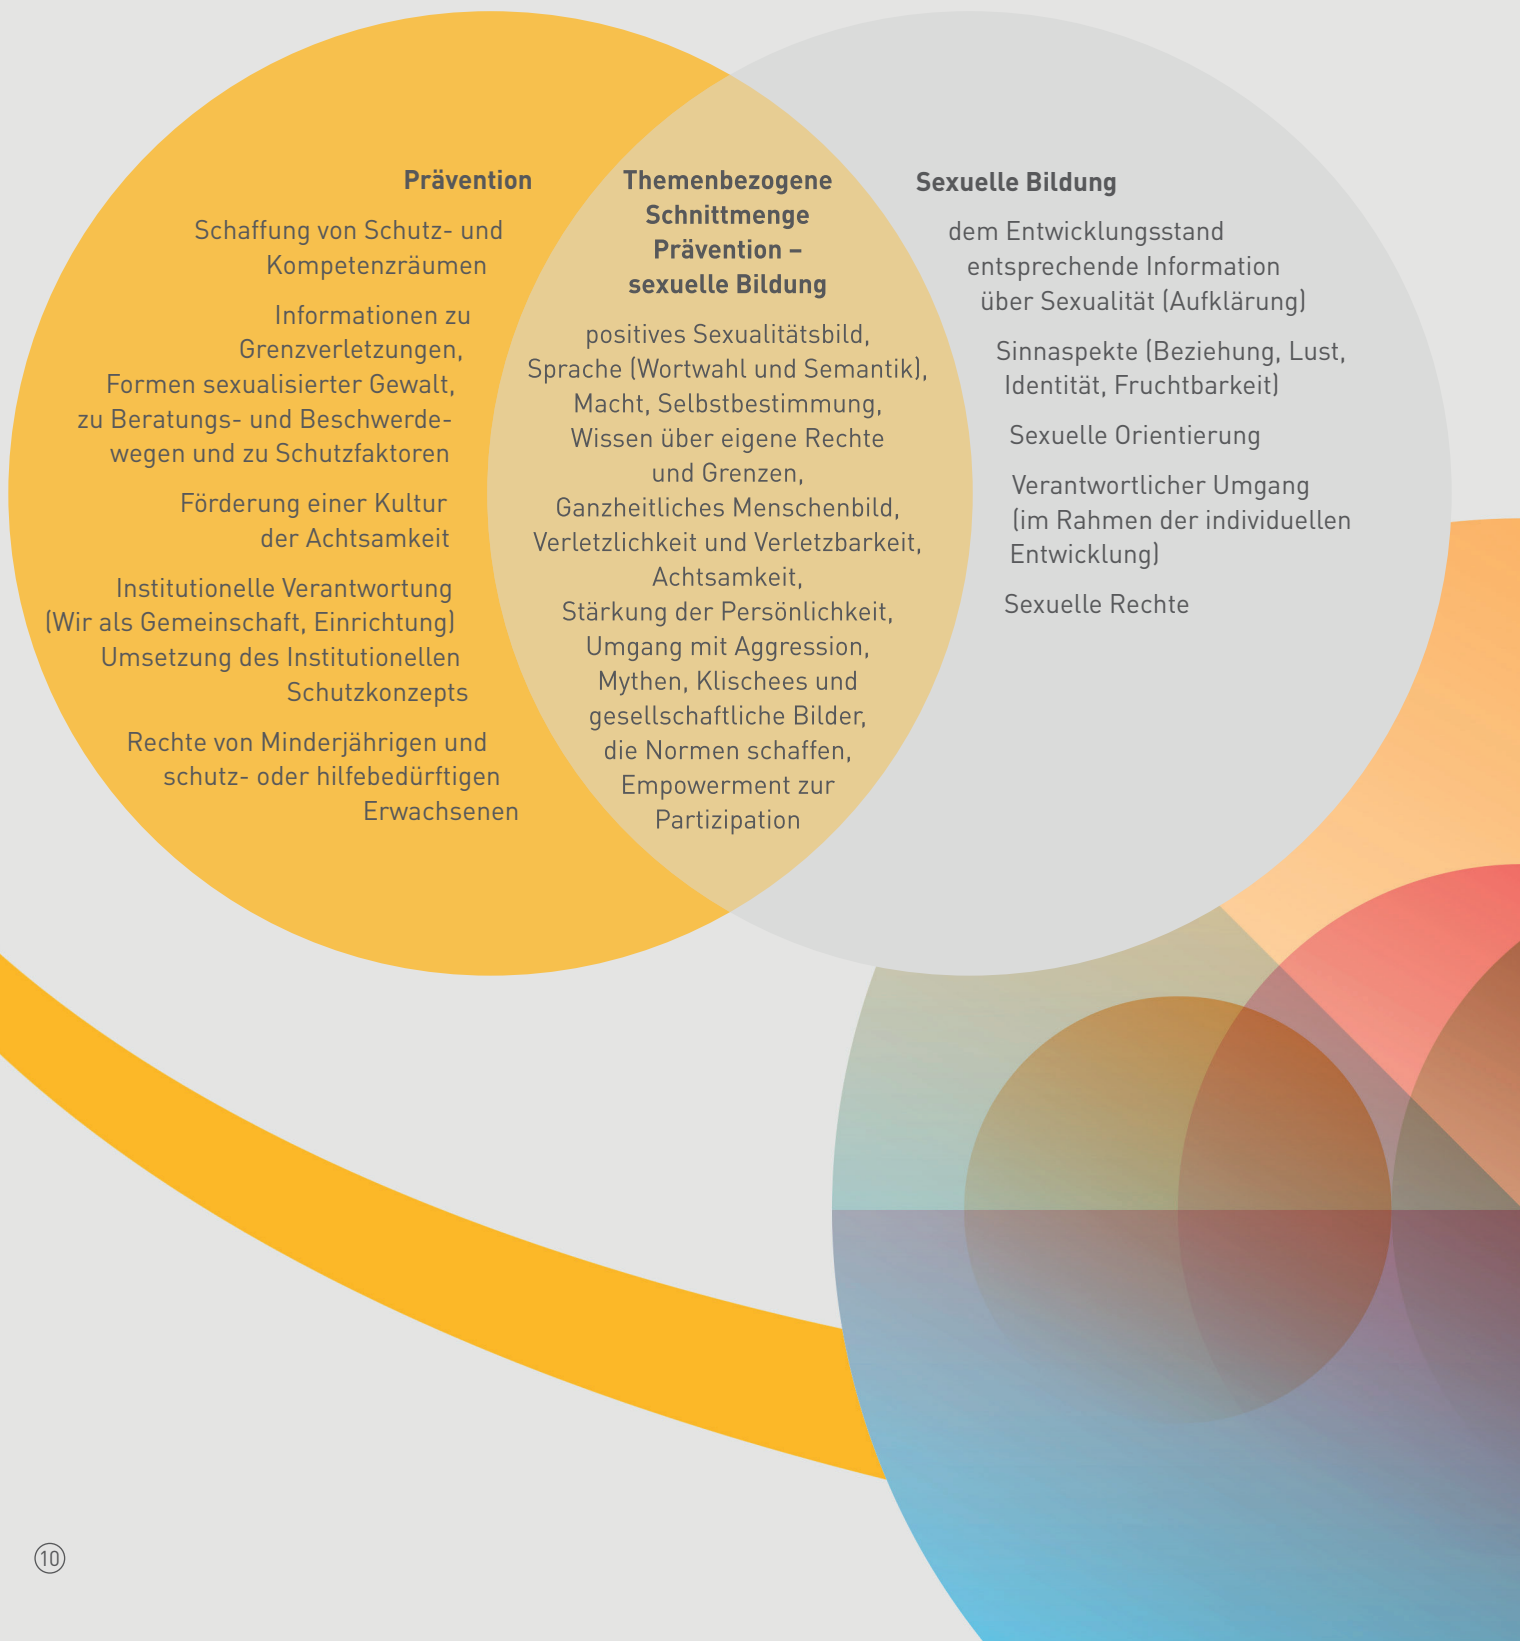 Prävention
Schaffung von Schutz- und
Kompetenzräumen
Informationen zu
Grenzverletzungen,
Formen sexualisierter Gewalt,
zu Beratungs- und Beschwerde-
wegen und zu Schutzfaktoren
Förderung einer Kultur
der Achtsamkeit
Institutionelle Verantwortung
(Wir als Gemeinschaft, Einrichtung)
Umsetzung des Institutionellen
Schutzkonzepts
Rechte von Minderjährigen und
schutz- oder hilfebedürftigen
Erwachsenen
Themenbezogene
Schnittmenge
Prävention –
sexuelle Bildung
positives Sexualitätsbild,
Sprache (Wortwahl und Semantik),
Macht, Selbstbestimmung,
Wissen über eigene Rechte
und Grenzen,
Ganzheitliches Menschenbild,
Verletzlichkeit und Verletzbarkeit,
Achtsamkeit,
Stärkung der Persönlichkeit,
Umgang mit Aggression,
Mythen, Klischees und
gesellschaftliche Bilder,
die Normen schaffen,
Empowerment zur
Partizipation
Sexuelle Bildung
dem Entwicklungsstand
entsprechende Information
über Sexualität (Aufklärung)
Sinnaspekte (Beziehung, Lust,
Identität, Fruchtbarkeit)
Sexuelle Orientierung
Verantwortlicher Umgang
(im Rahmen der individuellen
Entwicklung)
Sexuelle Rechte
10